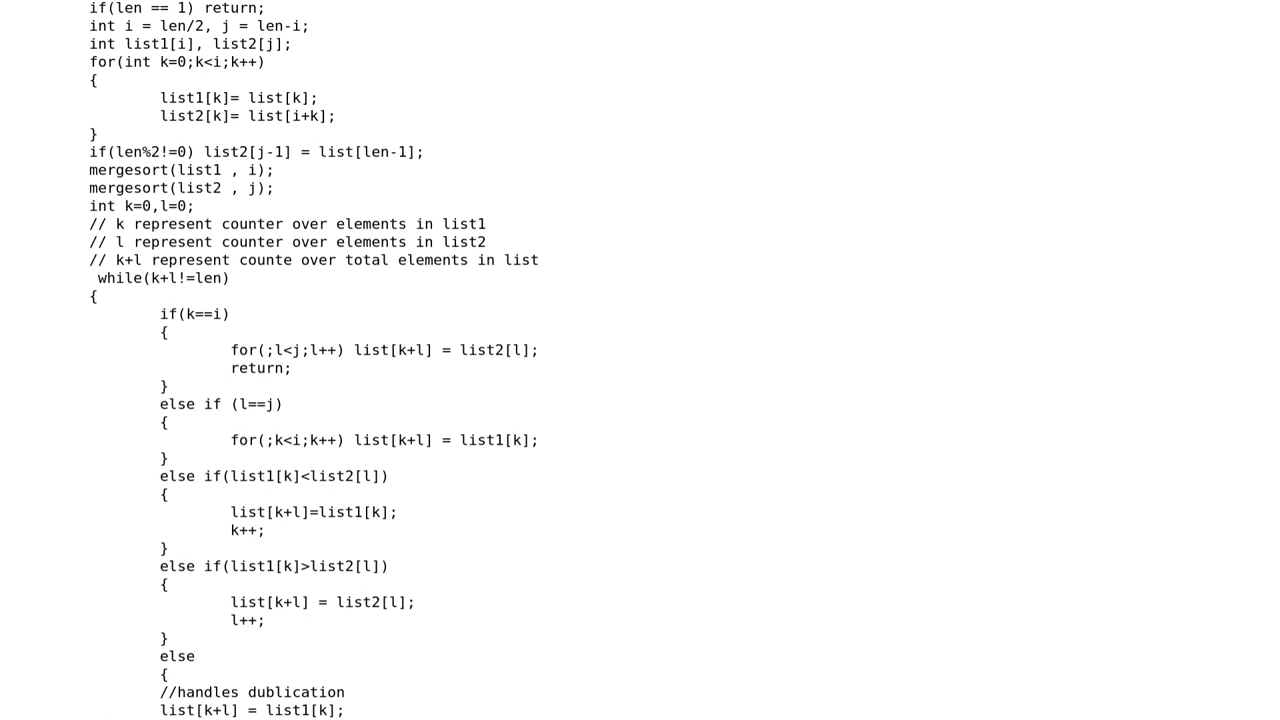 if(len == 1) return;
int i = len/2, j = len-i;
int list1[i], list2[j];
for(int k=0;k<i;k++)
{
list1[k]= list[k];
list2[k]= list[i+k];
}
if(len%2!=0) list2[j-1] = list[len-1];
mergesort(list1 , i);
mergesort(list2 , j);
int k=0,l=0;
// k represent counter over elements in list1
// l represent counter over elements in list2
// k+l represent counte over total elements in list
while(k+l!=len)
{
if(k==i)
{
for(;l<j;l++) list[k+l] = list2[l];
return;
}
else if (l==j)
{
for(;k<i;k++) list[k+l] = list1[k];
}
else if(list1[k]<list2[l])
{
list[k+l]=list1[k];
k++;
}
else if(list1[k]>list2[l])
{
list[k+l] = list2[l];
l++;
}
else
{
//handles dublication
list[k+l] = list1[k];